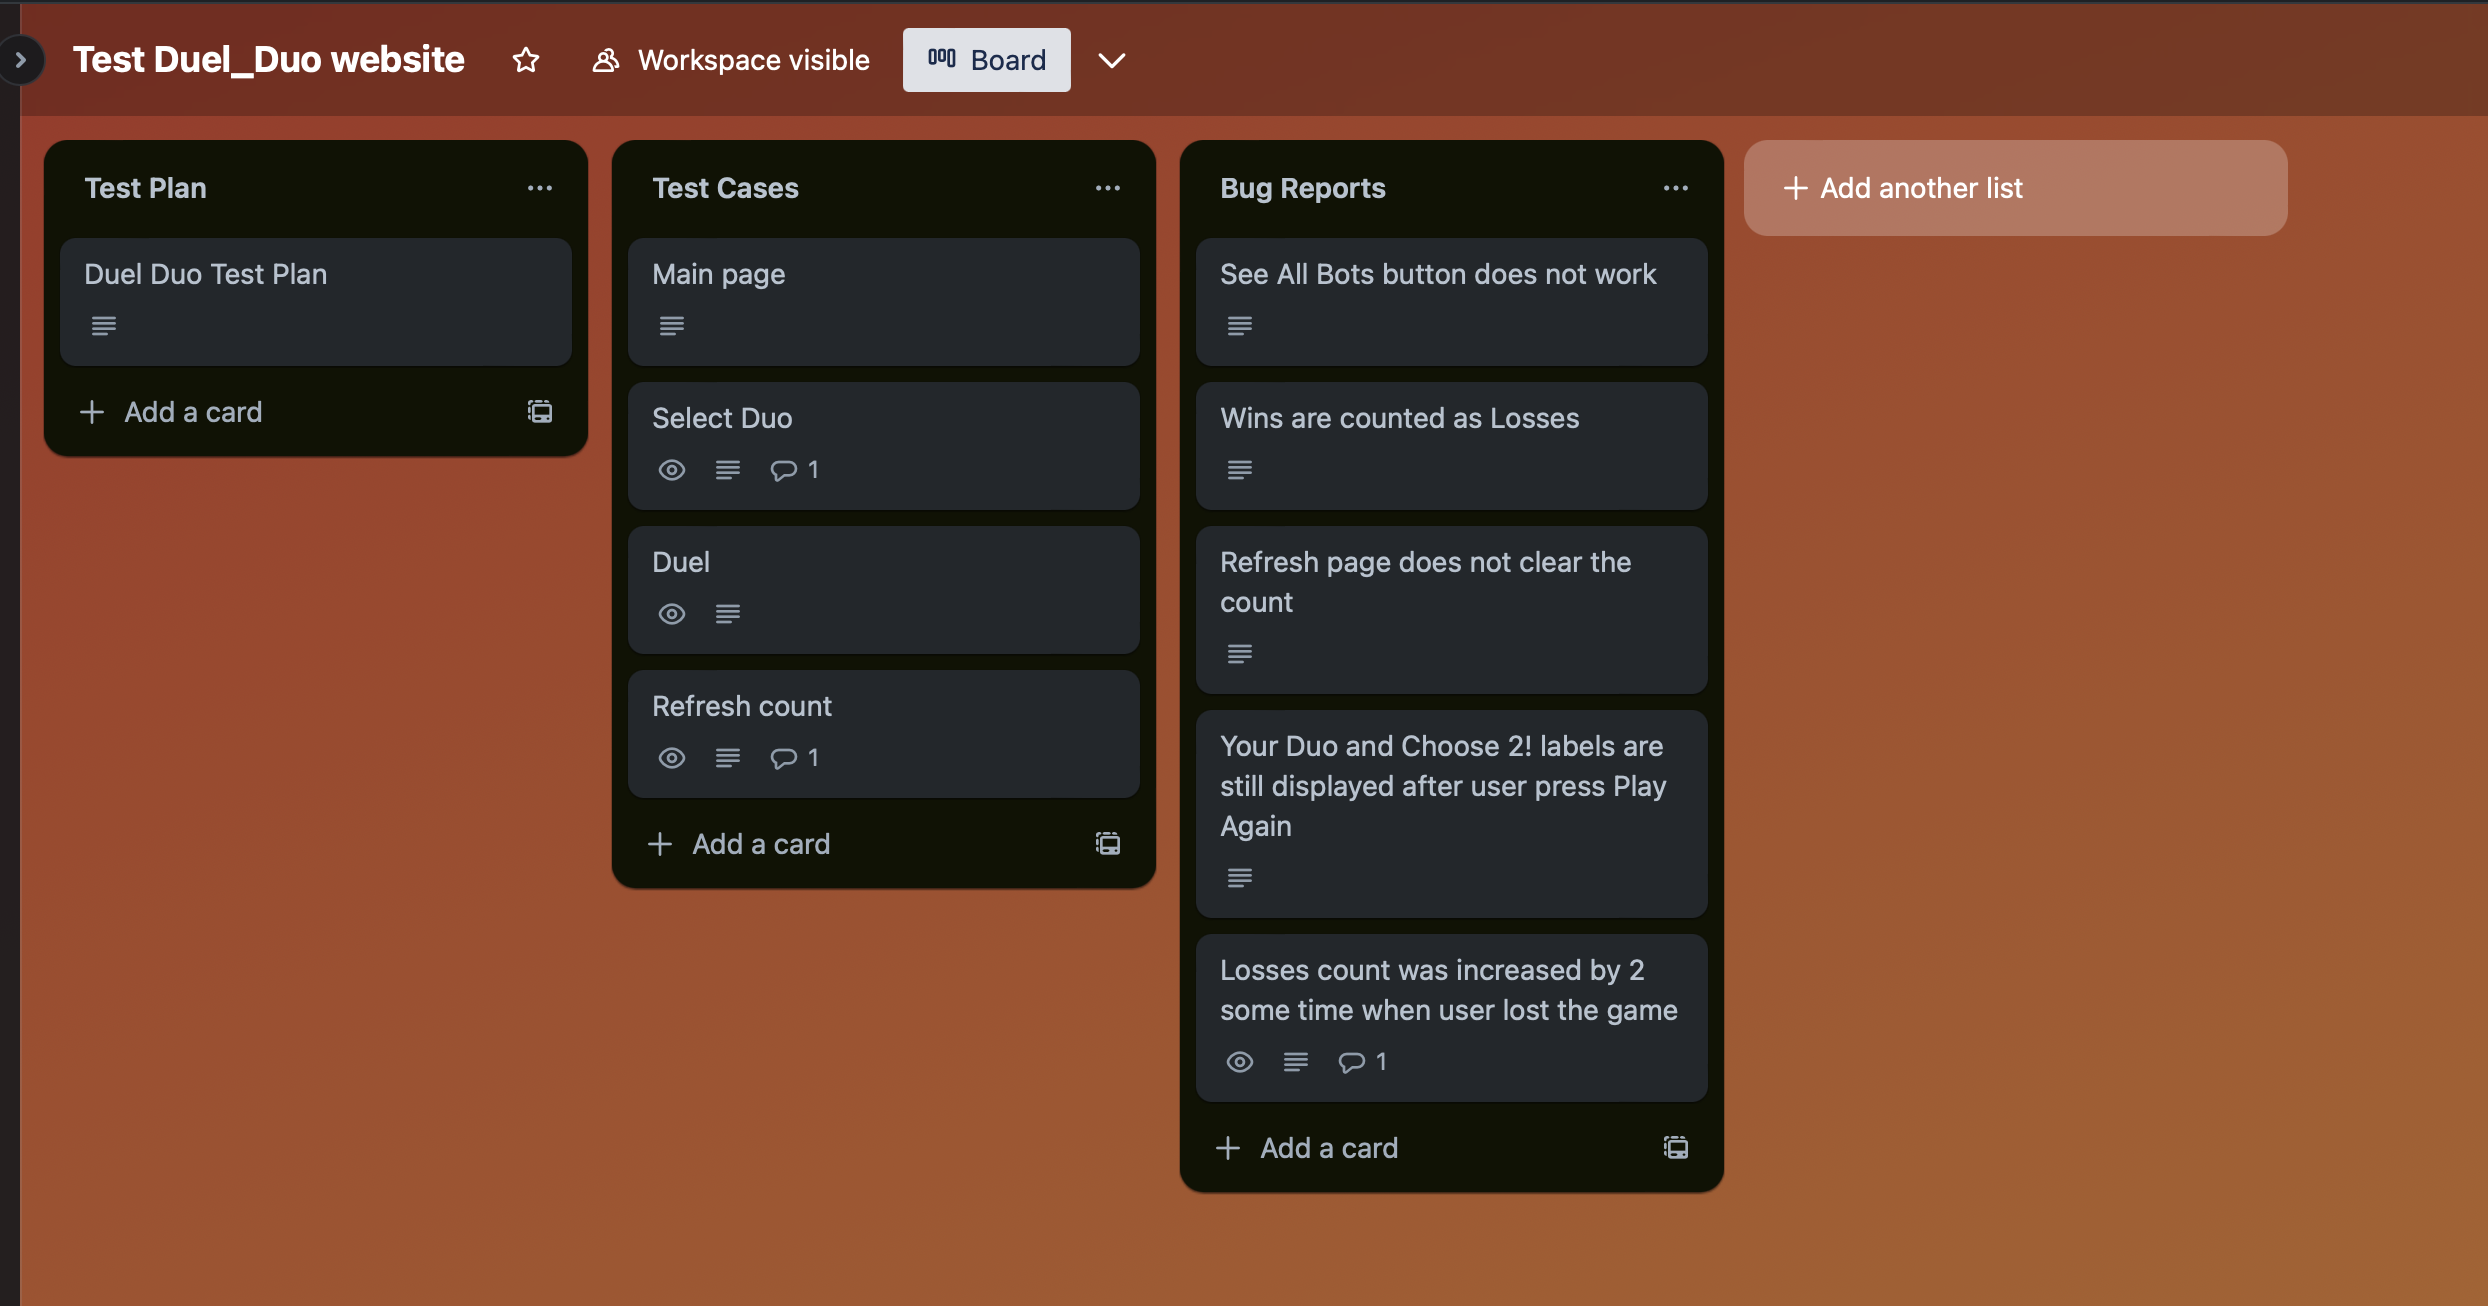 Test Duel_Duo website
Workspace visible
Board
Test Plan
Duel Duo Test Plan
Add a card
Test Cases
Main page
Select Duo
1
Duel
Refresh count
1
Add a card
Bug Reports
See All Bots button does not work
Wins are counted as Losses
Refresh page does not clear the
count
Your Duo and Choose 2! labels are
still displayed after user press Play
Again
Losses count was increased by 2
some time when user lost the game
1
Add a card
Add another list